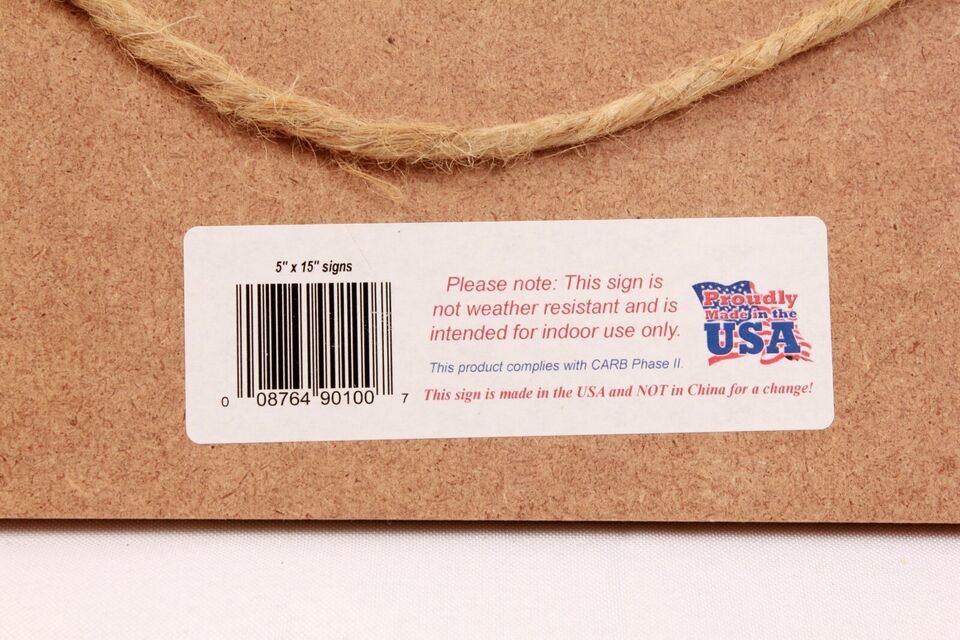 5" x 15" signs
0 08764 90100 7
Please note: This sign is
not weather resistant and is
intended for indoor use only.
This product complies with CARB Phase II.
This sign is made in the USA and NOT in China for a change!
Proudly
Made in the
USA